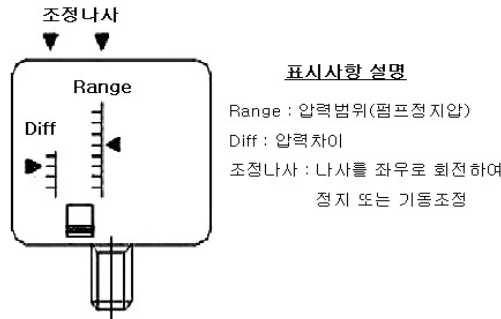 조정나사
Range
Diff
표시사항 설명
Range : 압력범위(펌프정지압)
Diff : 압력차이
조정나사 : 나사를 좌우로 회전하여
정지 또는 기동조정